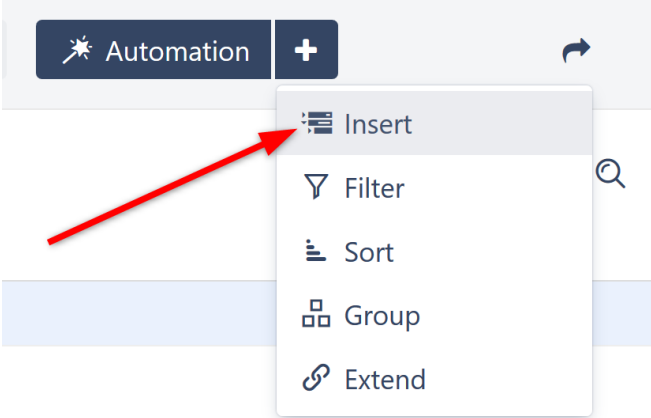 Automation
Insert
Filter
Sort
Group
Extend